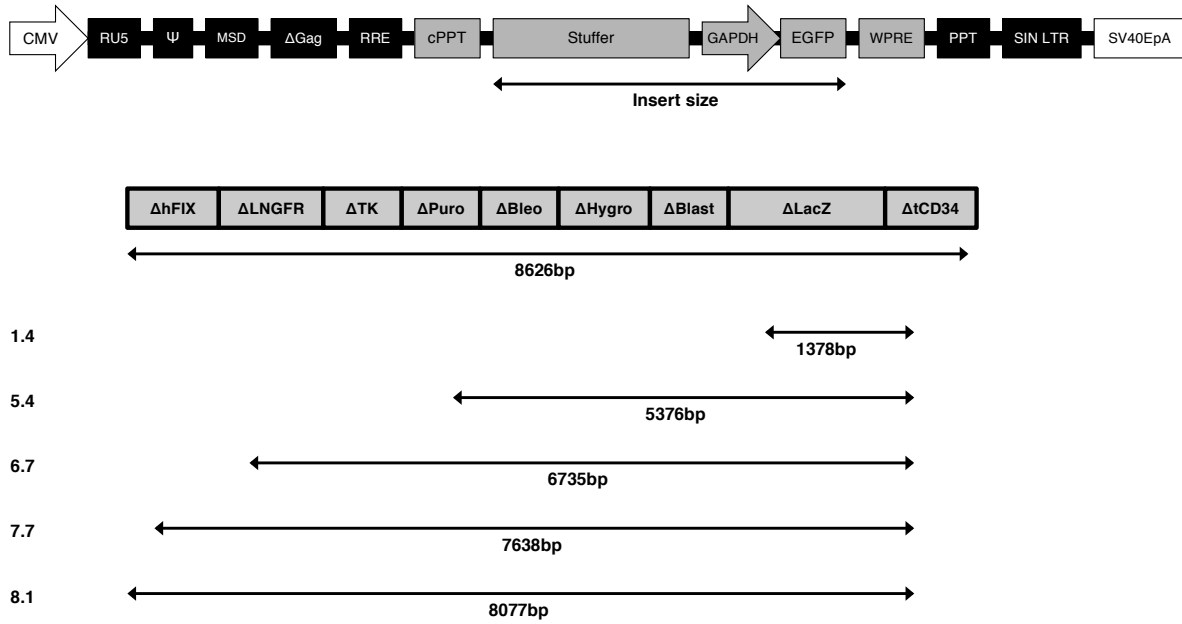 CMV RU5 Ψ MSD ΔGag RRE cPPT Stuffer GAPDH EGFP WPRE PPT SIN LTR SV40EpA
Insert size
ΔhFIX ΔLNGFR ΔTK ΔPuro ΔBleo ΔHygro ΔBlast ΔLacZ ΔtCD34
8626bp
1.4
1378bp
5.4
5376bp
6.7
6735bp
7.7
7638bp
8.1
8077bp